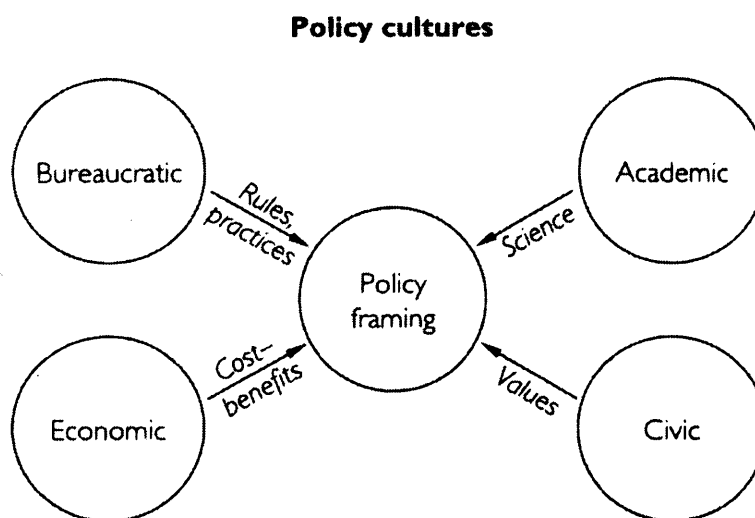 Policy cultures
Bureaucratic
Rules,
practices
Academic
Science
Policy
framing
Economic
Cost–
benefits
Civic
Values